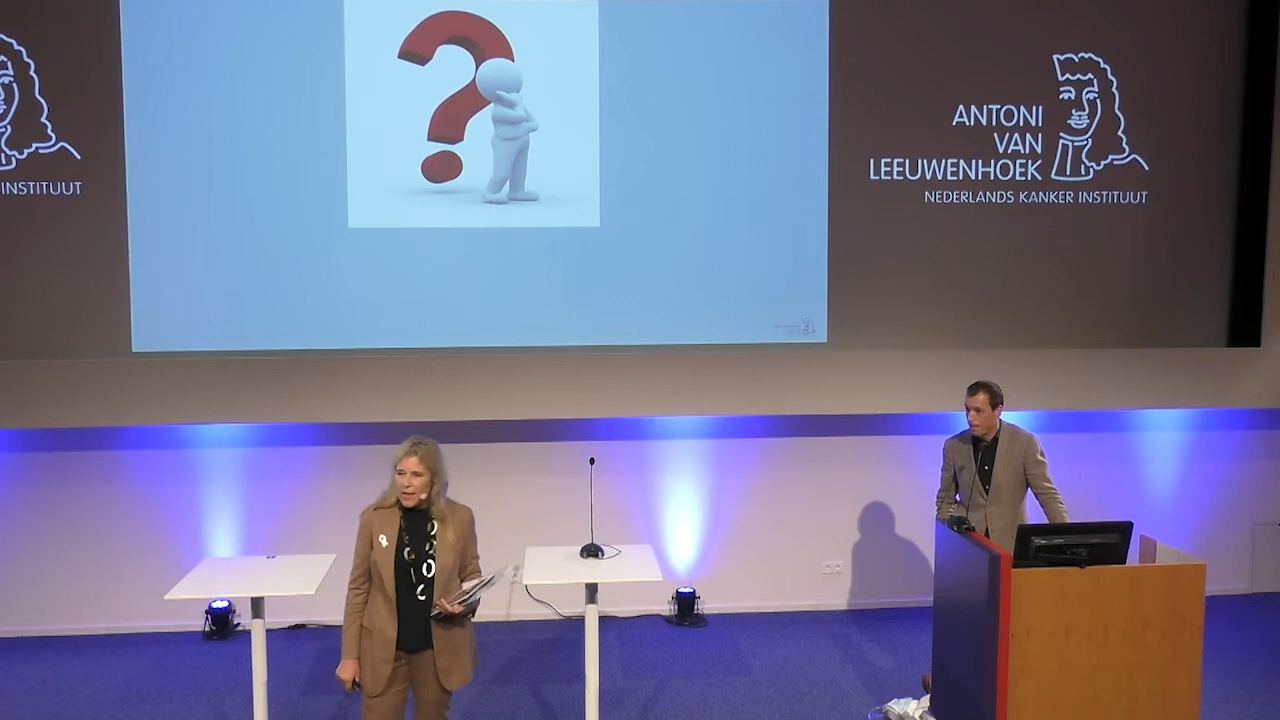 INSTITUUT
ANTONI
VAN
LEEUWENHOEK
NEDERLANDS KANKER INSTITUUT